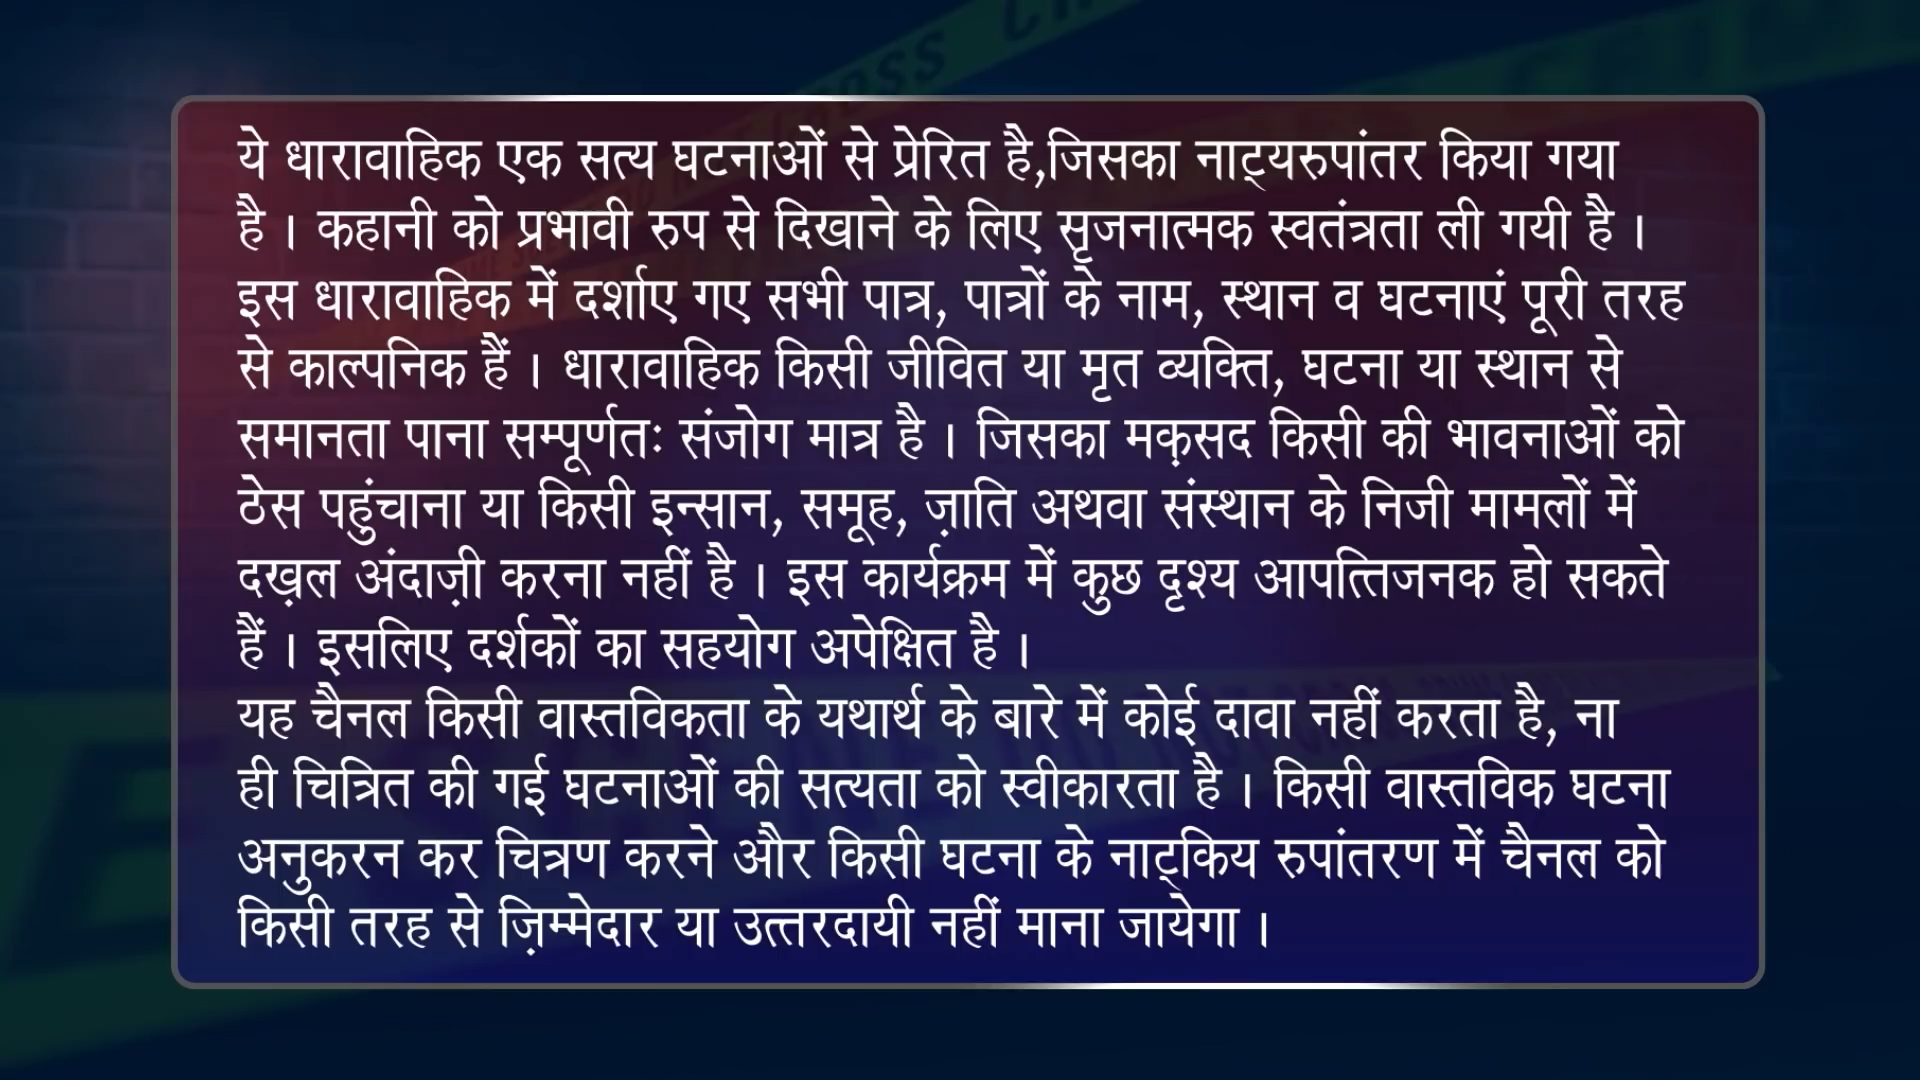 ये धारावाहिक एक सत्य घटनाओं से प्रेरित है,जिसका नाट्यरुपांतर किया गया
है । कहानी को प्रभावी रुप से दिखाने के लिए सृजनात्मक स्वतंत्रता ली गयी है ।
इस धारावाहिक में दर्शाए गए सभी पात्र, पात्रों के नाम, स्थान व घटनाएं पूरी तरह
से काल्पनिक हैं । धारावाहिक किसी जीवित या मृत व्यक्ति, घटना या स्थान से
समानता पाना सम्पूर्णतः संजोग मात्र है । जिसका मक़सद किसी की भावनाओं को
ठेस पहुंचाना या किसी इन्सान, समूह, ज़ाति अथवा संस्थान के निजी मामलों में
दख़ल अंदाज़ी करना नहीं है । इस कार्यक्रम में कुछ दृश्य आपत्तिजनक हो सकते
हैं । इसलिए दर्शकों का सहयोग अपेक्षित है ।
यह चैनल किसी वास्तविकता के यथार्थ के बारे में कोई दावा नहीं करता है, ना
ही चित्रित की गई घटनाओं की सत्यता को स्वीकारता है । किसी वास्तविक घटना
अनुकरन कर चित्रण करने और किसी घटना के नाट्किय रुपांतरण में चैनल को
किसी तरह से ज़िम्मेदार या उत्तरदायी नहीं माना जायेगा ।